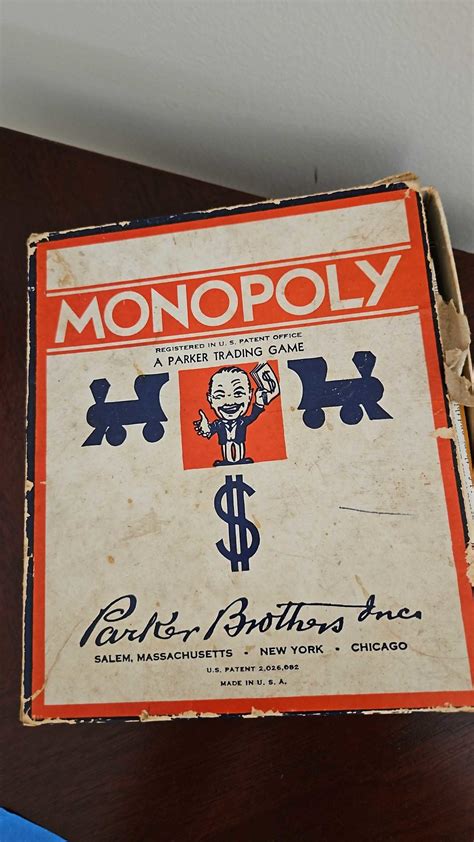 MONOPOLY
REGISTERED IN U. S. PATENT OFFICE
A PARKER TRADING GAME
$
$
Parker Brothers Inc.
SALEM, MASSACHUSETTS • NEW YORK • CHICAGO
U.S. PATENT 2,026,082
MADE IN U. S. A.